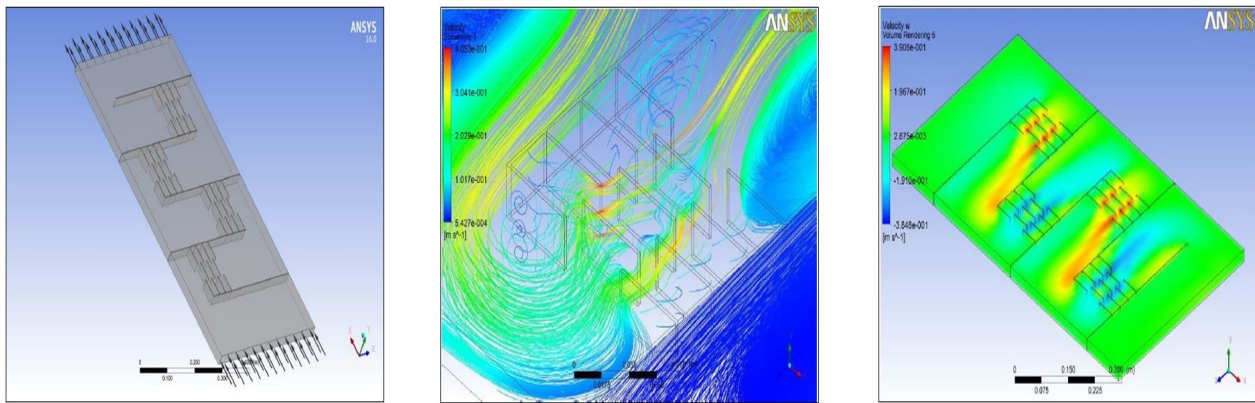 ANSYS
16.0
0
0.200
0.100
0.300
ANSYS
Velocity
4.053e-001
3.041e-001
2.029e-001
1.017e-001
5.427e-004
[m s^-1]
0
ANSYS
Velocity w
Volume Rendering 6
3.905e-001
1.967e-001
2.875e-003
-1.910e-001
-3.848e-001
[m s^-1]
0
0.150
0.300 (m)
0.075
0.225
Y
X